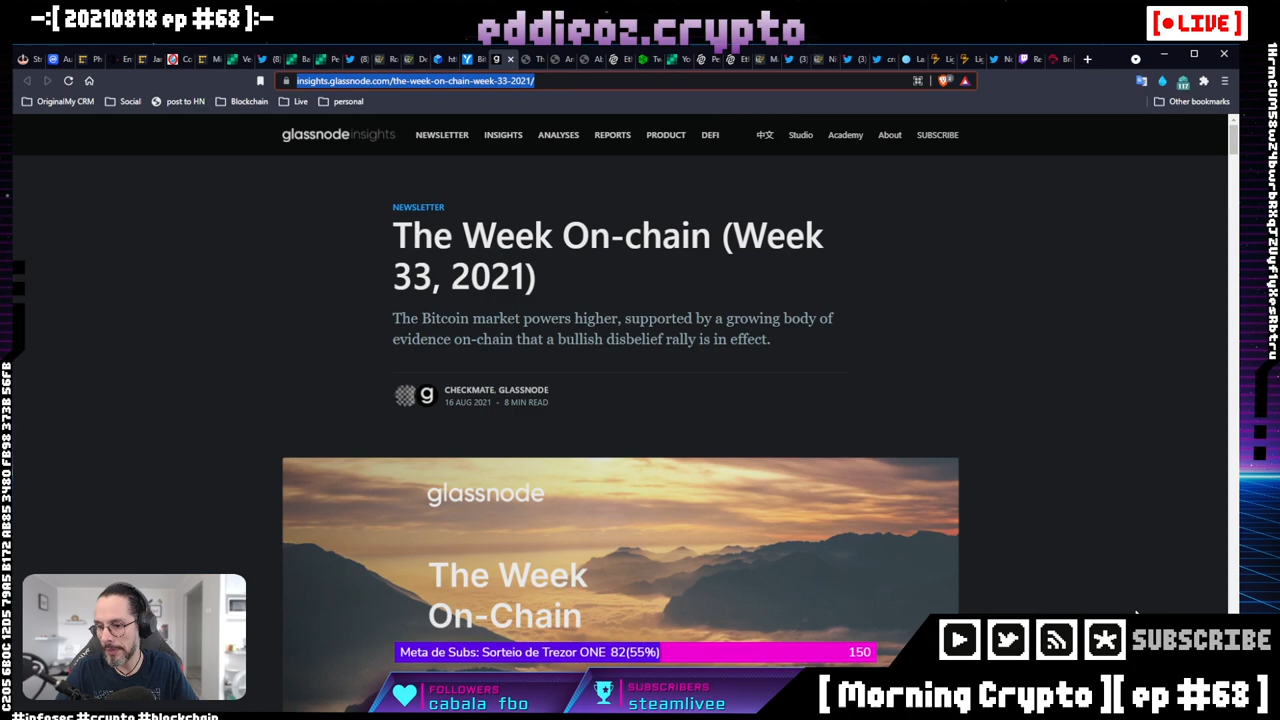 -:[ 20210818 ep #68 ]:-
eddieoz.crypto
[ • LIVE ]
insights.glassnode.com/the-week-on-chain-week-33-2021/
117
OriginalMy CRM
Social
post to HN
Blockchain
Live
personal
Other bookmarks
glassnode insights
NEWSLETTER
INSIGHTS
ANALYSES
REPORTS
PRODUCT
DEFI
中文
Studio
Academy
About
SUBSCRIBE
NEWSLETTER
The Week On-chain (Week
33, 2021)
The Bitcoin market powers higher, supported by a growing body of
evidence on-chain that a bullish disbelief rally is in effect.
CHECKMATE, GLASSNODE
16 AUG 2021 • 8 MIN READ
glassnode
The Week
On-Chain
Meta de Subs: Sorteio de Trezor ONE 82(55%)
150
FOLLOWERS
cabala_fbo
SUBSCRIBERS
steamlivee
SUBSCRIBE
[ Morning Crypto ][ ep #68 ]
#infosec #crypto #blockchain